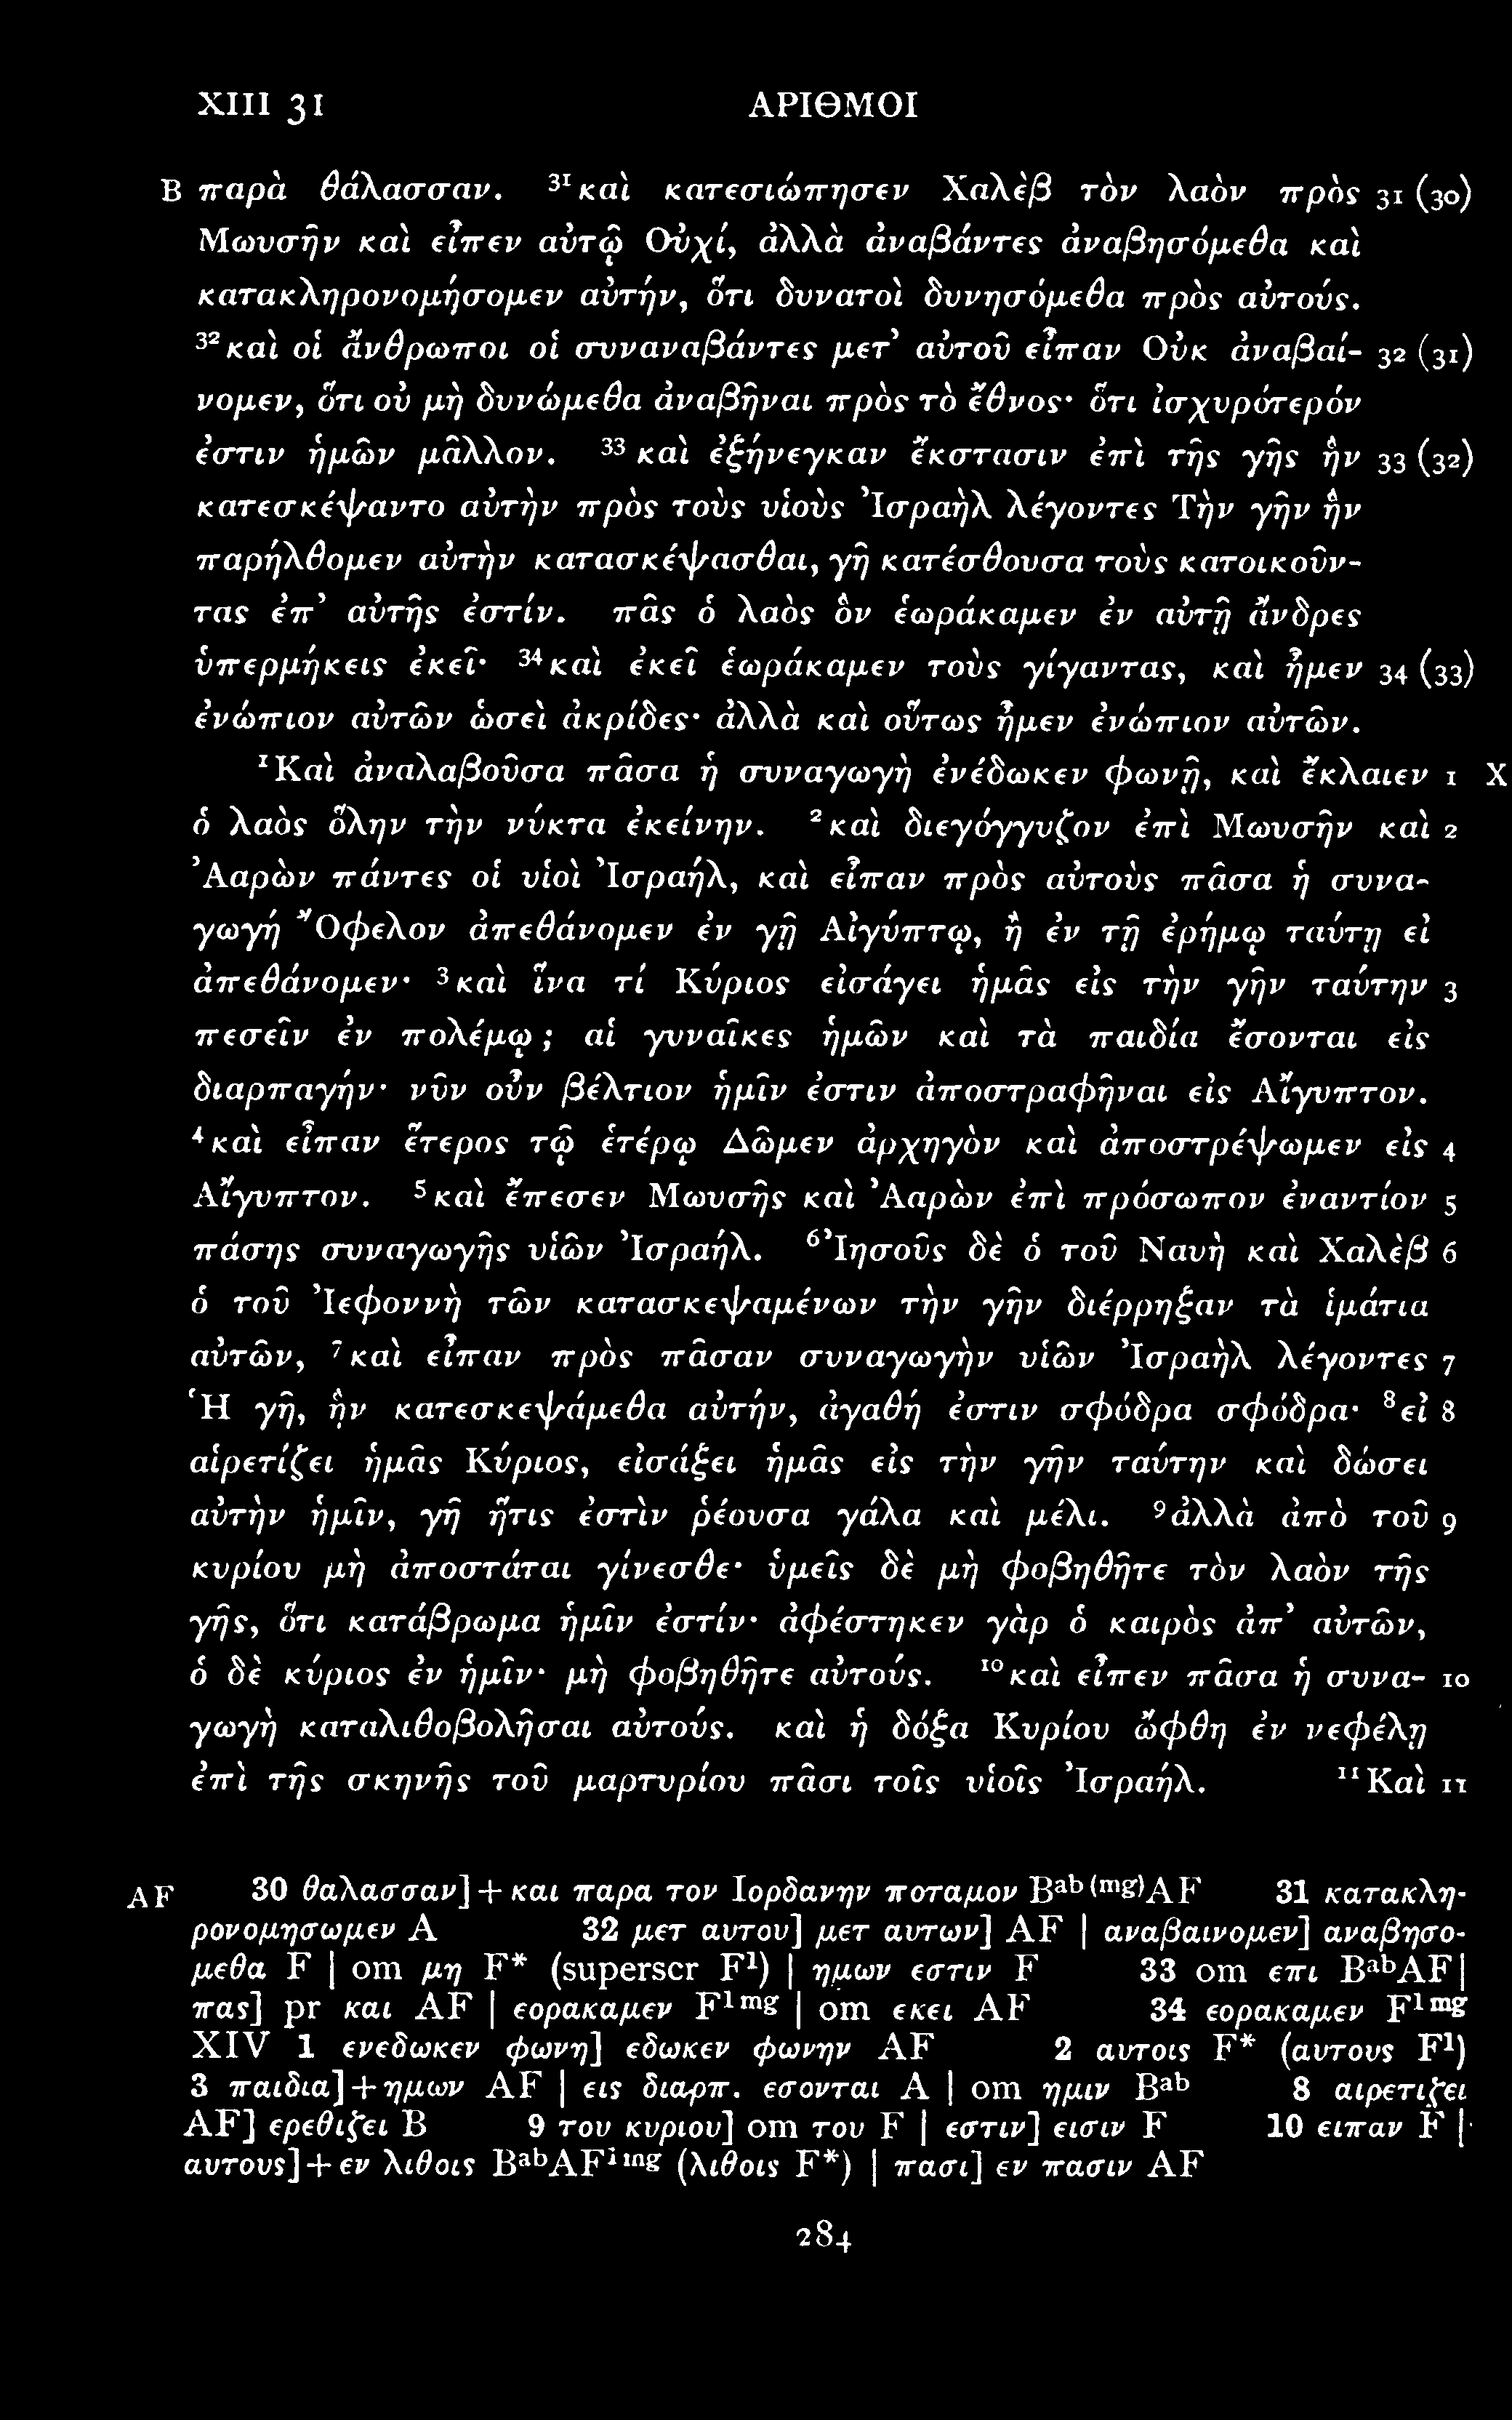 XIII 31 ΑΡΙΘΜΟΙ
B παρὰ θάλασσαν. ³¹καὶ κατεσιώπησεν Χαλὲβ τὸν λαὸν πρὸς 31 (30)
Μωυσῆν καὶ εἶπεν αὐτῷ Οὐχί, ἀλλὰ ἀναβάντες ἀναβησόμεθα καὶ
κατακληρονομήσομεν αὐτήν, ὅτι δυνατοὶ δυνησόμεθα πρὸς αὐτούς.
³²καὶ οἱ ἄνθρωποι οἱ συναναβάντες μετ’ αὐτοῦ εἶπαν Οὐκ ἀναβαί- 32 (31)
νομεν, ὅτι οὐ μὴ δυνώμεθα ἀναβῆναι πρὸς τὸ ἔθνος· ὅτι ἰσχυρότερόν
ἐστιν ἡμῶν μᾶλλον. ³³καὶ ἐξήνεγκαν ἔκστασιν ἐπὶ τῆς γῆς ἣν 33 (32)
κατεσκέψαντο αὐτὴν πρὸς τοὺς υἱοὺς Ἰσραὴλ λέγοντες Τὴν γῆν ἣν
παρήλθομεν αὐτὴν κατασκέψασθαι, γῆ κατέσθουσα τοὺς κατοικοῦν-
τας ἐπ’ αὐτῆς ἐστίν. πᾶς ὁ λαὸς ὃν ἑωράκαμεν ἐν αὐτῇ ἄνδρες
ὑπερμήκεις ἐκεῖ· ³⁴καὶ ἐκεῖ ἑωράκαμεν τοὺς γίγαντας, καὶ ἦμεν 34 (33)
ἐνώπιον αὐτῶν ὡσεὶ ἀκρίδες· ἀλλὰ καὶ οὕτως ἦμεν ἐνώπιον αὐτῶν.
¹Καὶ ἀναλαβοῦσα πᾶσα ἡ συναγωγὴ ἐνέδωκεν φωνῇ, καὶ ἔκλαιεν 1 X
ὁ λαὸς ὅλην τὴν νύκτα ἐκείνην. ²καὶ διεγόγγυζον ἐπὶ Μωυσῆν καὶ 2
Ἀαρὼν πάντες οἱ υἱοὶ Ἰσραήλ, καὶ εἶπαν πρὸς αὐτοὺς πᾶσα ἡ συνα-
γωγή Ὄφελον ἀπεθάνομεν ἐν γῇ Αἰγύπτῳ, ἢ ἐν τῇ ἐρήμῳ ταύτῃ εἰ
ἀπεθάνομεν· ³καὶ ἵνα τί Κύριος εἰσάγει ἡμᾶς εἰς τὴν γῆν ταύτην 3
πεσεῖν ἐν πολέμῳ; αἱ γυναῖκες ἡμῶν καὶ τὰ παιδία ἔσονται εἰς
διαρπαγήν· νῦν οὖν βέλτιον ἡμῖν ἐστιν ἀποστραφῆναι εἰς Αἴγυπτον.
⁴καὶ εἶπαν ἕτερος τῷ ἑτέρῳ Δῶμεν ἀρχηγὸν καὶ ἀποστρέψωμεν εἰς 4
Αἴγυπτον. ⁵καὶ ἔπεσεν Μωυσῆς καὶ Ἀαρὼν ἐπὶ πρόσωπον ἐναντίον 5
πάσης συναγωγῆς υἱῶν Ἰσραήλ. ⁶Ἰησοῦς δὲ ὁ τοῦ Ναυὴ καὶ Χαλὲβ 6
ὁ τοῦ Ἰεφοννὴ τῶν κατασκεψαμένων τὴν γῆν διέρρηξαν τὰ ἱμάτια
αὐτῶν, ⁷καὶ εἶπαν πρὸς πᾶσαν συναγωγὴν υἱῶν Ἰσραὴλ λέγοντες 7
Ἡ γῆ, ἣν κατεσκεψάμεθα αὐτήν, ἀγαθή ἐστιν σφόδρα σφόδρα· ⁸εἰ 8
αἱρετίζει ἡμᾶς Κύριος, εἰσάξει ἡμᾶς εἰς τὴν γῆν ταύτην καὶ δώσει
αὐτὴν ἡμῖν, γῆ ἥτις ἐστὶν ῥέουσα γάλα καὶ μέλι. ⁹ἀλλὰ ἀπὸ τοῦ 9
κυρίου μὴ ἀποστάται γίνεσθε· ὑμεῖς δὲ μὴ φοβηθῆτε τὸν λαὸν τῆς
γῆς, ὅτι κατάβρωμα ἡμῖν ἐστίν· ἀφέστηκεν γὰρ ὁ καιρὸς ἀπ’ αὐτῶν,
ὁ δὲ κύριος ἐν ἡμῖν· μὴ φοβηθῆτε αὐτούς. ¹⁰καὶ εἶπεν πᾶσα ἡ συνα- 10
γωγὴ καταλιθοβολῆσαι αὐτούς. καὶ ἡ δόξα Κυρίου ὤφθη ἐν νεφέλῃ
ἐπὶ τῆς σκηνῆς τοῦ μαρτυρίου πᾶσι τοῖς υἱοῖς Ἰσραήλ. ¹¹Καὶ 11
AF 30 θαλασσαν]+και παρα τον Ιορδανην ποταμον Bᵃᵇ⁽ᵐᵍ⁾AF 31 κατακλη-
ρονομησωμεν A 32 μετ αυτου] μετ αυτων] AF | αναβαινομεν] αναβησο-
μεθα F | om μη F* (superscr F¹) | ημων εστιν F 33 om επι BᵃᵇAF |
πας] pr και AF | εορακαμεν F¹ᵐᵍ | om εκει AF 34 εορακαμεν F¹ᵐᵍ
XIV 1 ενεδωκεν φωνη] εδωκεν φωνην AF 2 αυτοις F* (αυτους F¹)
3 παιδια]+ημων AF | εις διαρπ. εσονται A | om ημιν Bᵃᵇ 8 αιρετιζει
AF] ερεθιζει B 9 του κυριου] om του F | εστιν] εισιν F 10 ειπαν F |
αυτους]+εν λιθοις BᵃᵇAF¹ᵐᵍ (λιθοις F*) | πασι] εν πασιν AF
284